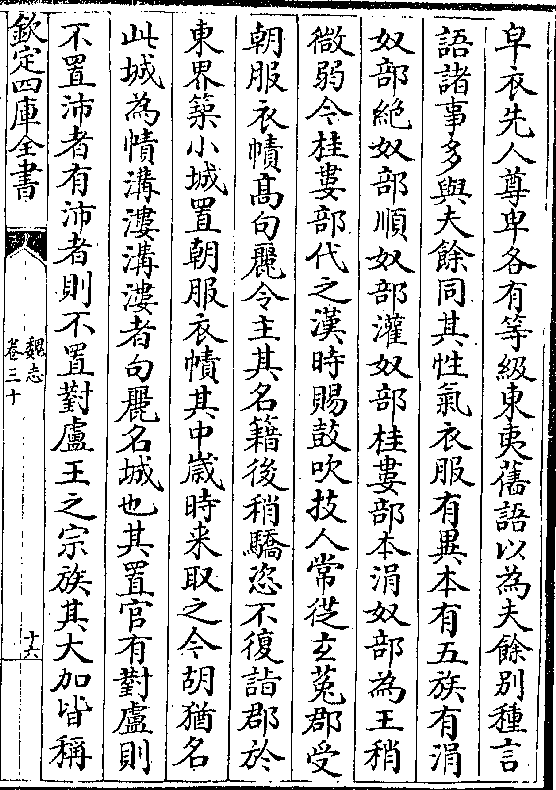 皁衣先人尊卑各有等級東夷舊語以為夫餘别種言
語諸事多與夫餘同其性氣衣服有異本有五族有涓
奴部絶奴部順奴部灌奴部桂婁部本涓奴部為王稍
微弱今桂婁部代之漢時賜鼓吹技人常從玄菟郡受
朝服衣幘高句麗令主其名籍後稍驕恣不復詣郡於
東界築小城置朝服衣幘其中嵗時来取之今胡猶名
此城為幘溝漊溝漊者句麗名城也其置官有對盧則
不置沛者有沛者則不置對盧王之宗族其大加皆稱
欽定四庫全書
魏志
卷三十
十六